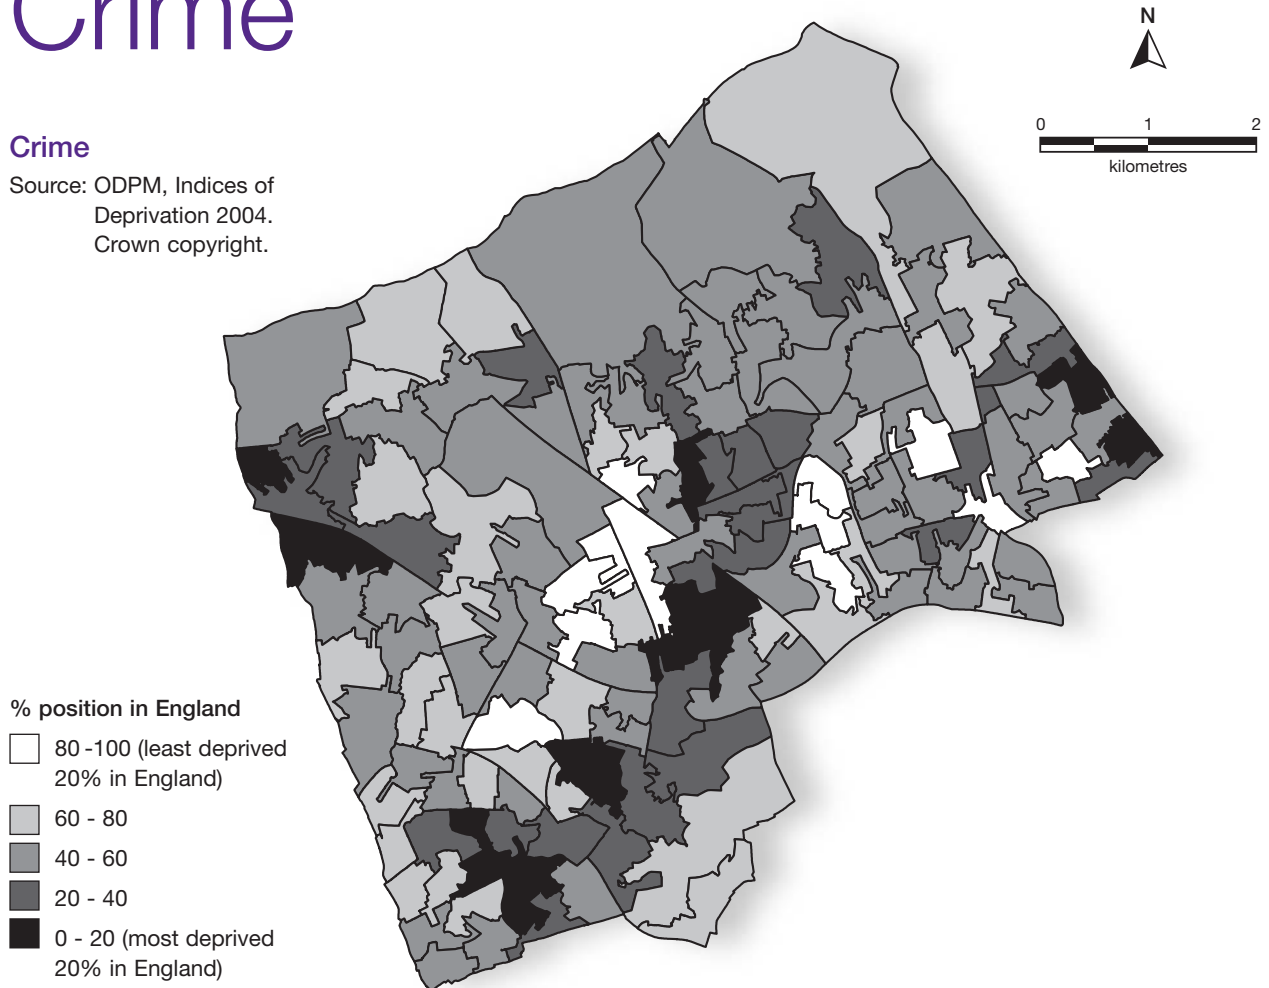 Crime
Crime
Source: ODPM, Indices of
Deprivation 2004.
Crown copyright.
N
0 1 2
kilometres
% position in England
80 -100 (least deprived
20% in England)
60 - 80
40 - 60
20 - 40
0 - 20 (most deprived
20% in England)